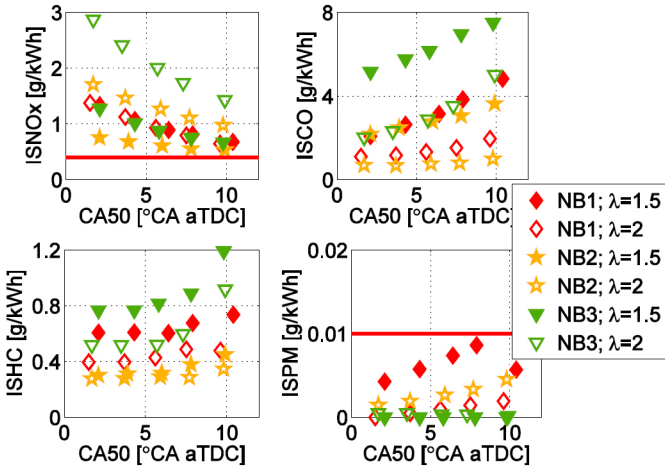 3
2
1
0
ISNOx [g/kWh]
0 5 10
CA50 [°CA aTDC]
8
4
0
ISCO [g/kWh]
0 5 10
CA50 [°CA aTDC]
NB1; λ=1.5
NB1; λ=2
NB2; λ=1.5
NB2; λ=2
NB3; λ=1.5
NB3; λ=2
1.2
0.8
0.4
0
ISHC [g/kWh]
0 5 10
CA50 [°CA aTDC]
0.02
0.01
0
ISPM [g/kWh]
0 5 10
CA50 [°CA aTDC]